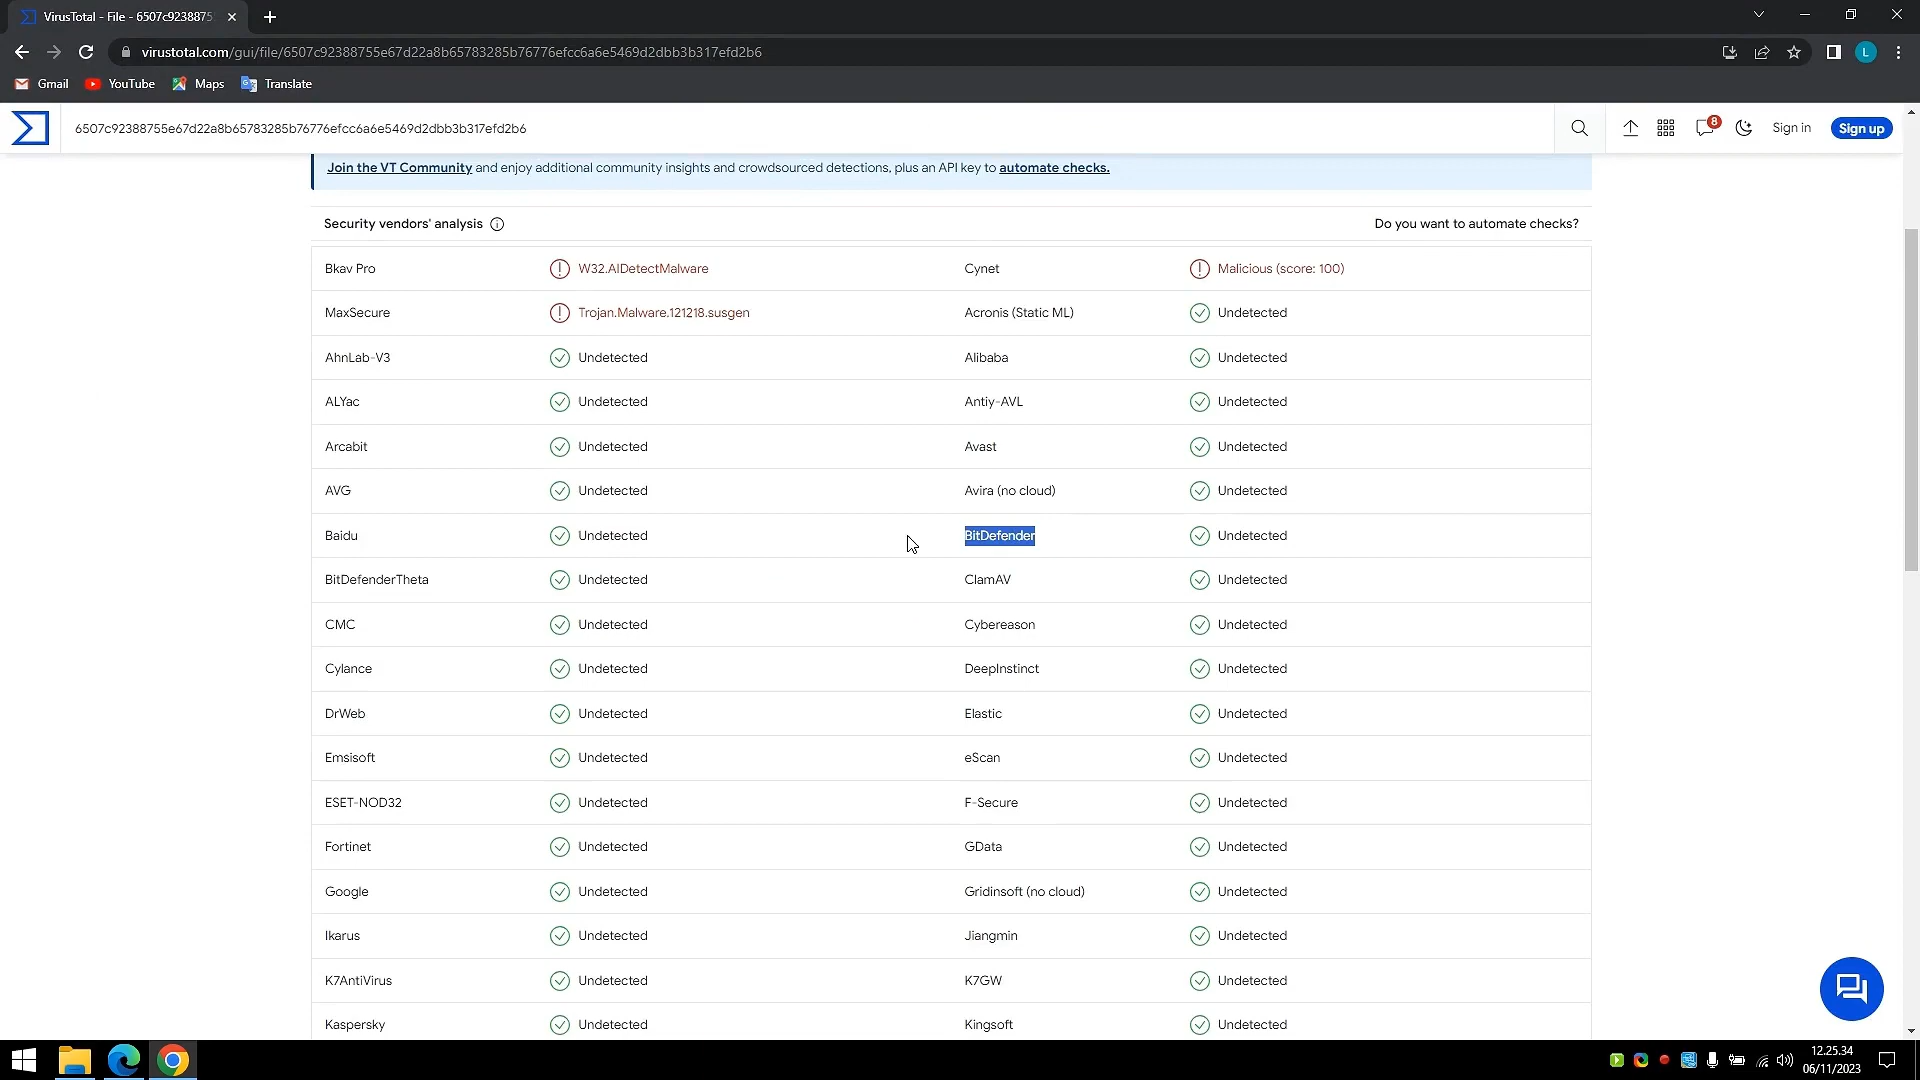 VirusTotal - File - 6507c9238875
virustotal.com/gui/file/6507c92388755e67d22a8b65783285b76776efcc6a6e5469d2dbb3b317efd2b6
L
Gmail YouTube Maps Translate
6507c92388755e67d22a8b65783285b76776efcc6a6e5469d2dbb3b317efd2b6
8
Sign in
Sign up
Join the VT Community and enjoy additional community insights and crowdsourced detections, plus an API key to automate checks.
Security vendors' analysis
Do you want to automate checks?
Bkav Pro W32.AIDetectMalware Cynet Malicious (score: 100)
MaxSecure Trojan.Malware.121218.susgen Acronis (Static ML) Undetected
AhnLab-V3 Undetected Alibaba Undetected
ALYac Undetected Antiy-AVL Undetected
Arcabit Undetected Avast Undetected
AVG Undetected Avira (no cloud) Undetected
Baidu Undetected BitDefender Undetected
BitDefenderTheta Undetected ClamAV Undetected
CMC Undetected Cybereason Undetected
Cylance Undetected DeepInstinct Undetected
DrWeb Undetected Elastic Undetected
Emsisoft Undetected eScan Undetected
ESET-NOD32 Undetected F-Secure Undetected
Fortinet Undetected GData Undetected
Google Undetected Gridinsoft (no cloud) Undetected
Ikarus Undetected Jiangmin Undetected
K7AntiVirus Undetected K7GW Undetected
Kaspersky Undetected Kingsoft Undetected
12.25.34
06/11/2023